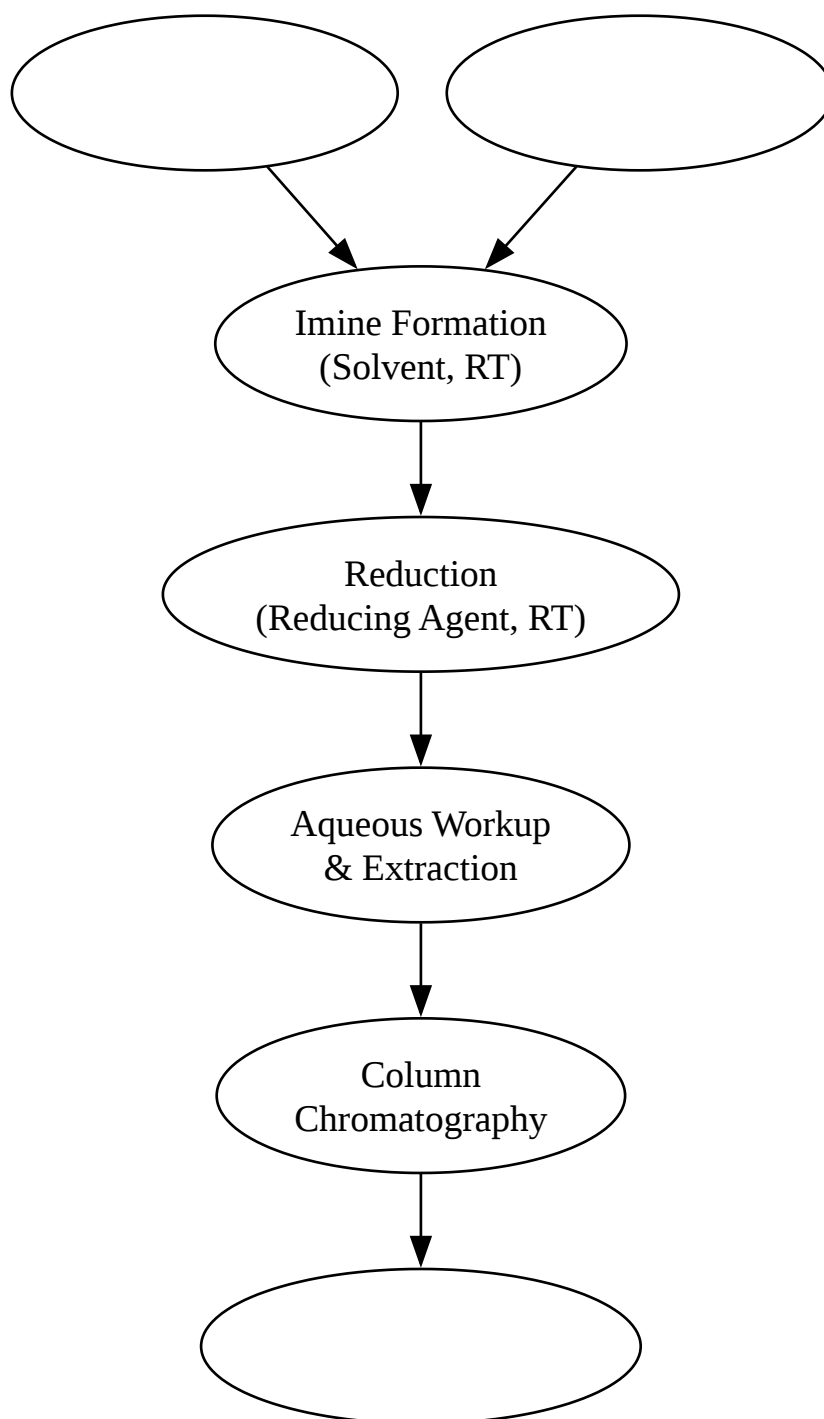 Imine Formation
(Solvent, RT)
Reduction
(Reducing Agent, RT)
Aqueous Workup
& Extraction
Column
Chromatography